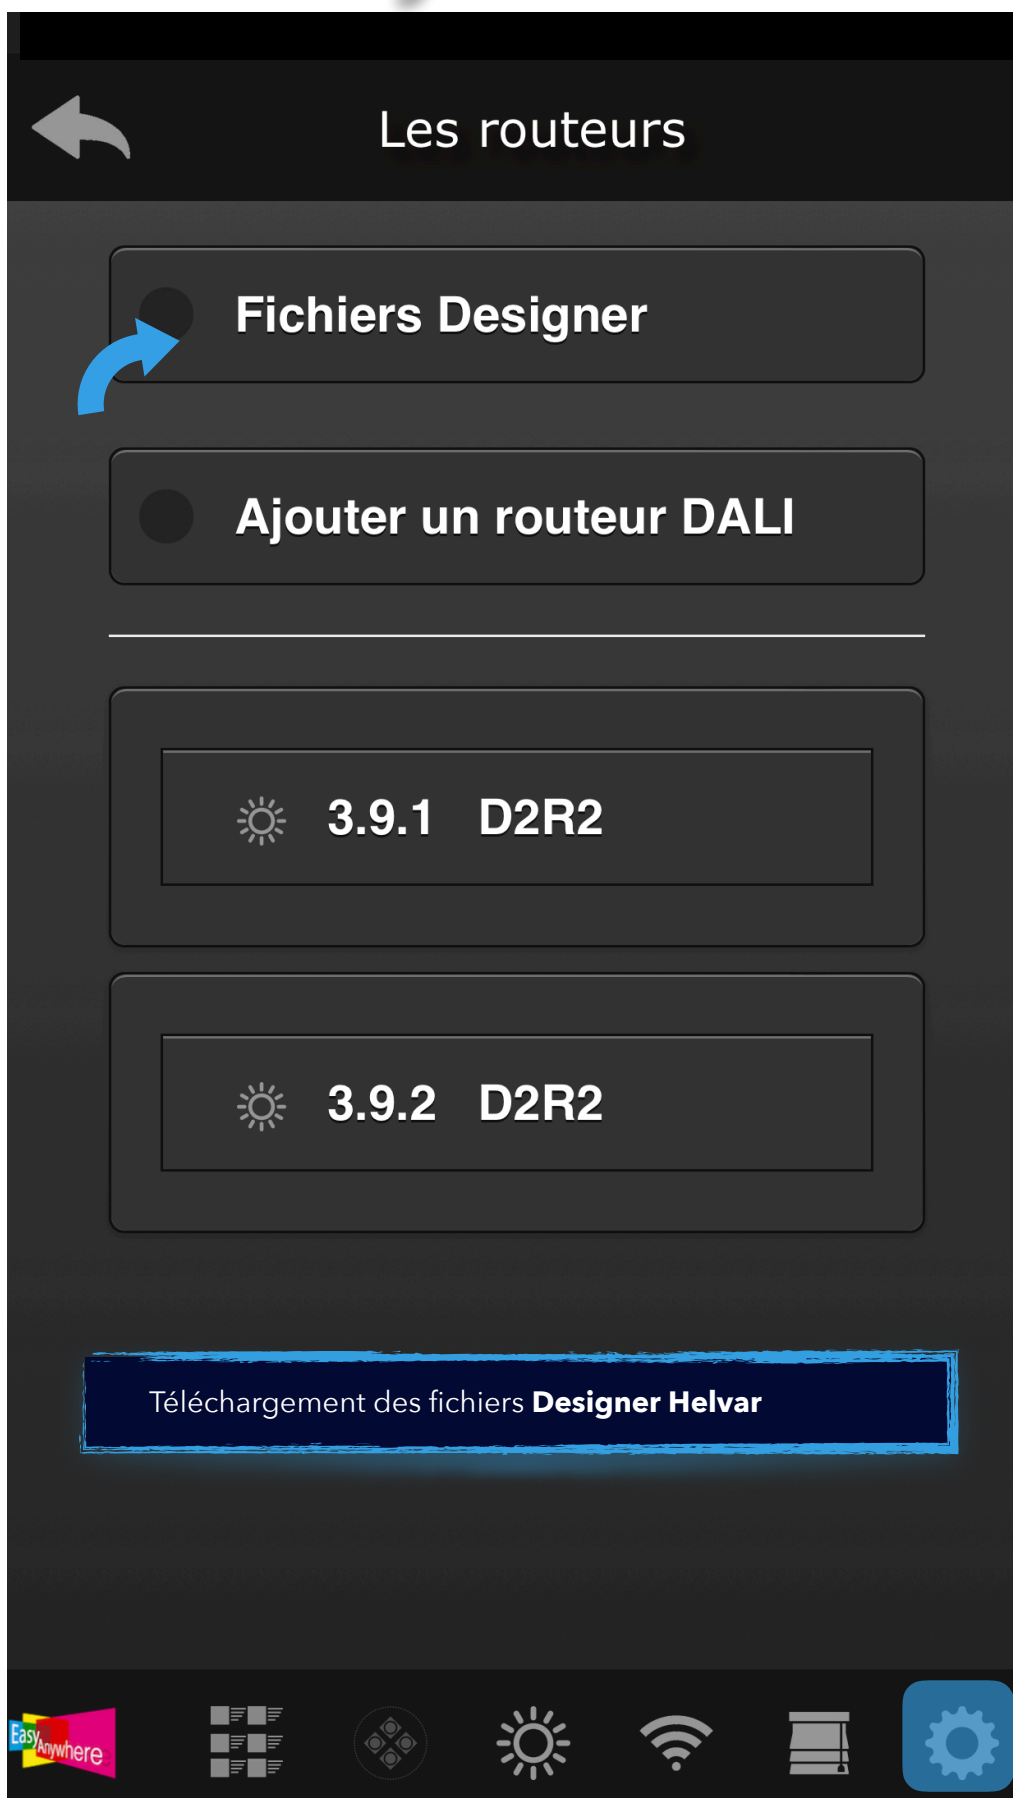 Les routeurs
Fichiers Designer
Ajouter un routeur DALI
3.9.1 D2R2
3.9.2 D2R2
Téléchargement des fichiers Designer Helvar
Easy Anywhere